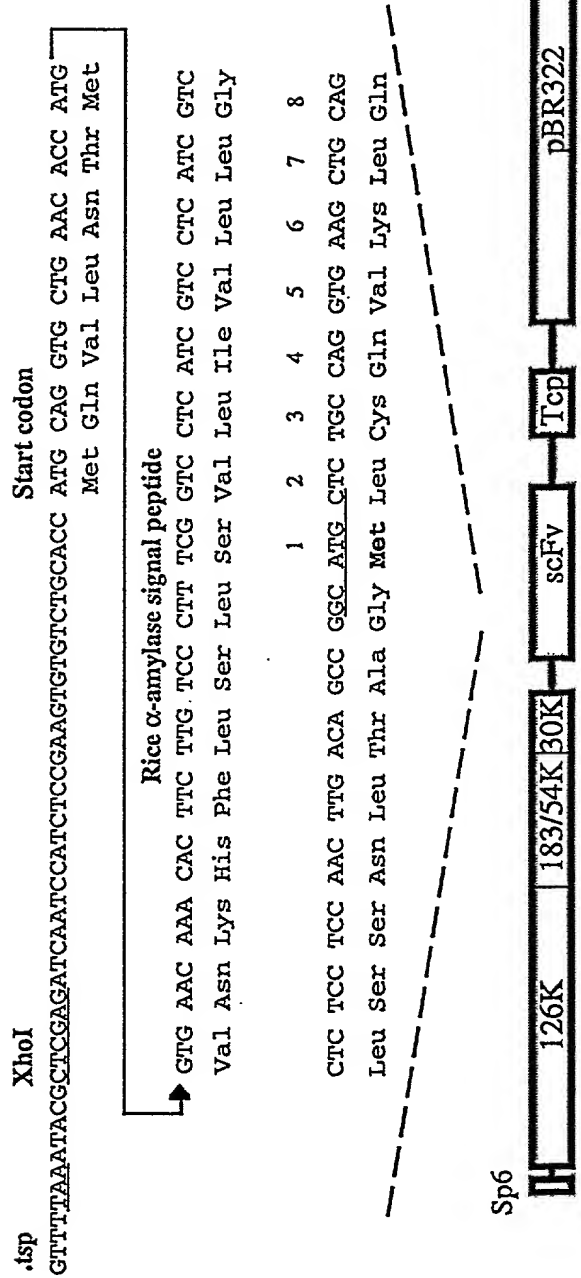 .tsp XhoI Start codon
GTTTTAAATACGCTCGAGATCAATCCATCTCCGAAGTGTGTCTGCACC ATG CAG GTG CTG AAC ACC ATG
Met Gln Val Leu Asn Thr Met
Rice α-amylase signal peptide
GTG AAC AAA CAC TTC TTG TCC CTT TCG GTC CTC ATC GTC CTC ATC GTC
Val Asn Lys His Phe Leu Ser Leu Ser Val Leu Ile Val Leu Leu Gly
1 2 3 4 5 6 7 8
CTC TCC TCC AAC TTG ACA GCC GGC ATG CTC TGC CAG GTG AAG CTG CAG
Leu Ser Ser Asn Leu Thr Ala Gly Met Leu Cys Gln Val Lys Leu Gln
Sp6
126K 183/54K 30K scFv Tcp pBR322